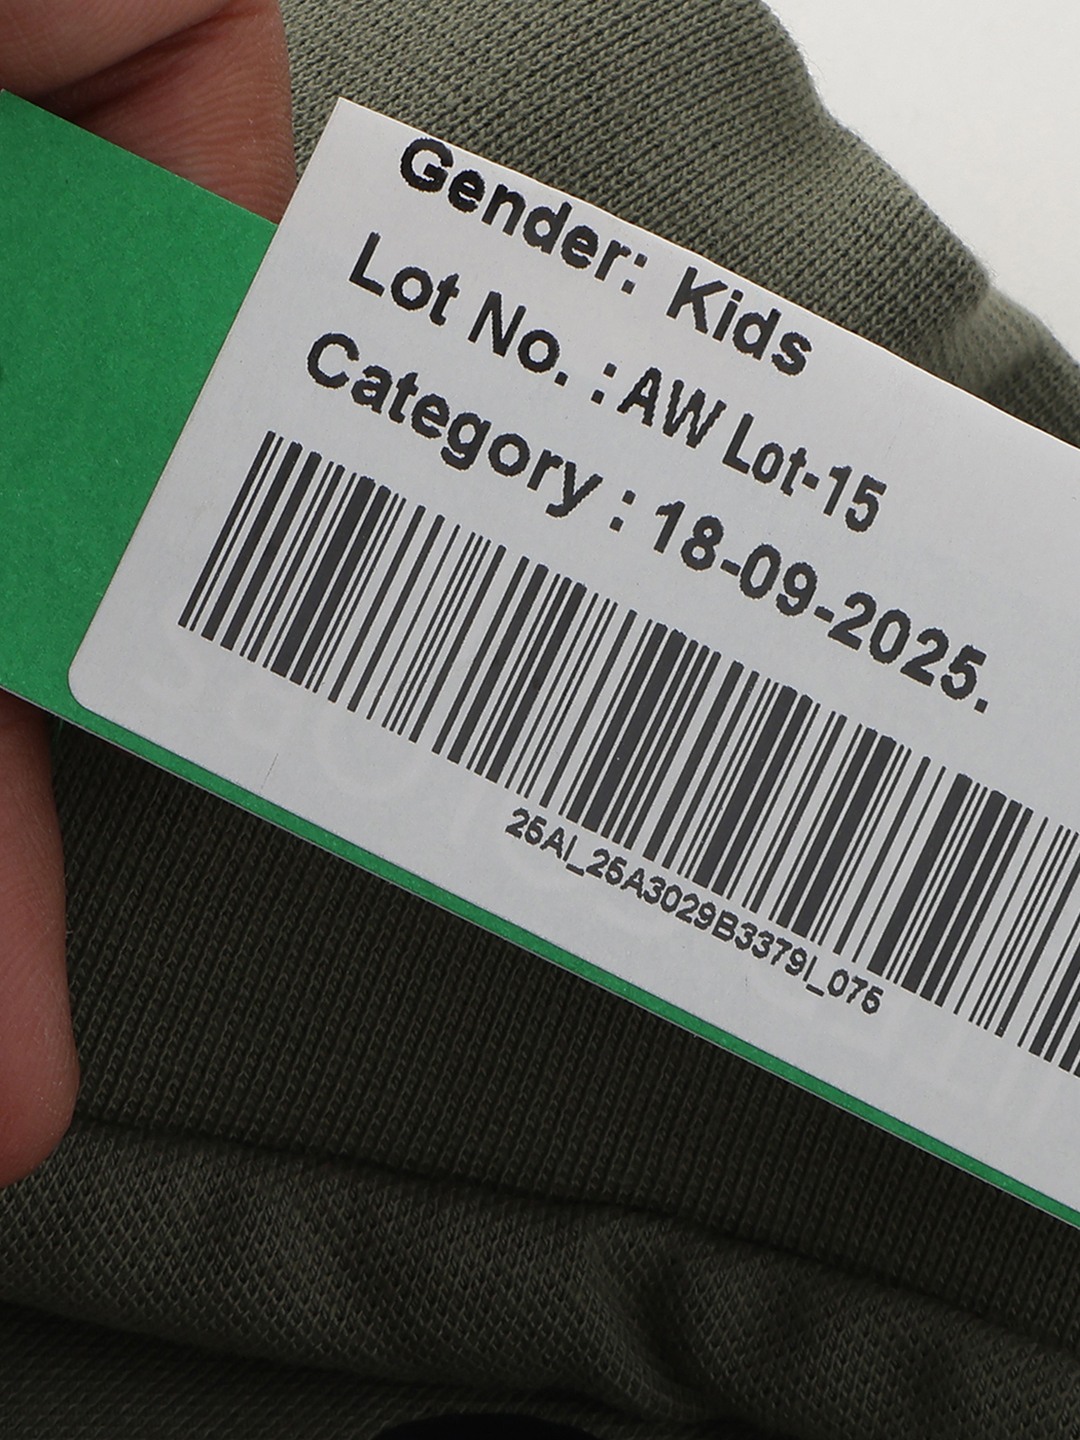 Gender: Kids
Lot No. : AW Lot-15
Category : 18-09-2025.
25AI_25A3029B3379I_075